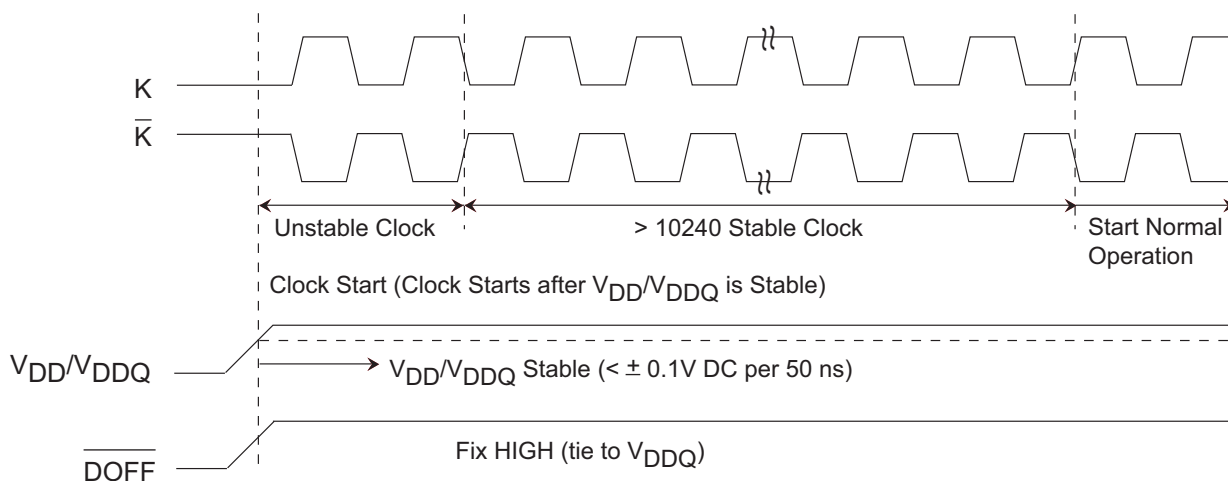 K
K̅
Unstable Clock
> 10240 Stable Clock
Start Normal
Operation
Clock Start (Clock Starts after VDD/VDDQ is Stable)
VDD/VDDQ
VDD/VDDQ Stable (< ± 0.1V DC per 50 ns)
D̅O̅F̅F̅
Fix HIGH (tie to VDDQ)